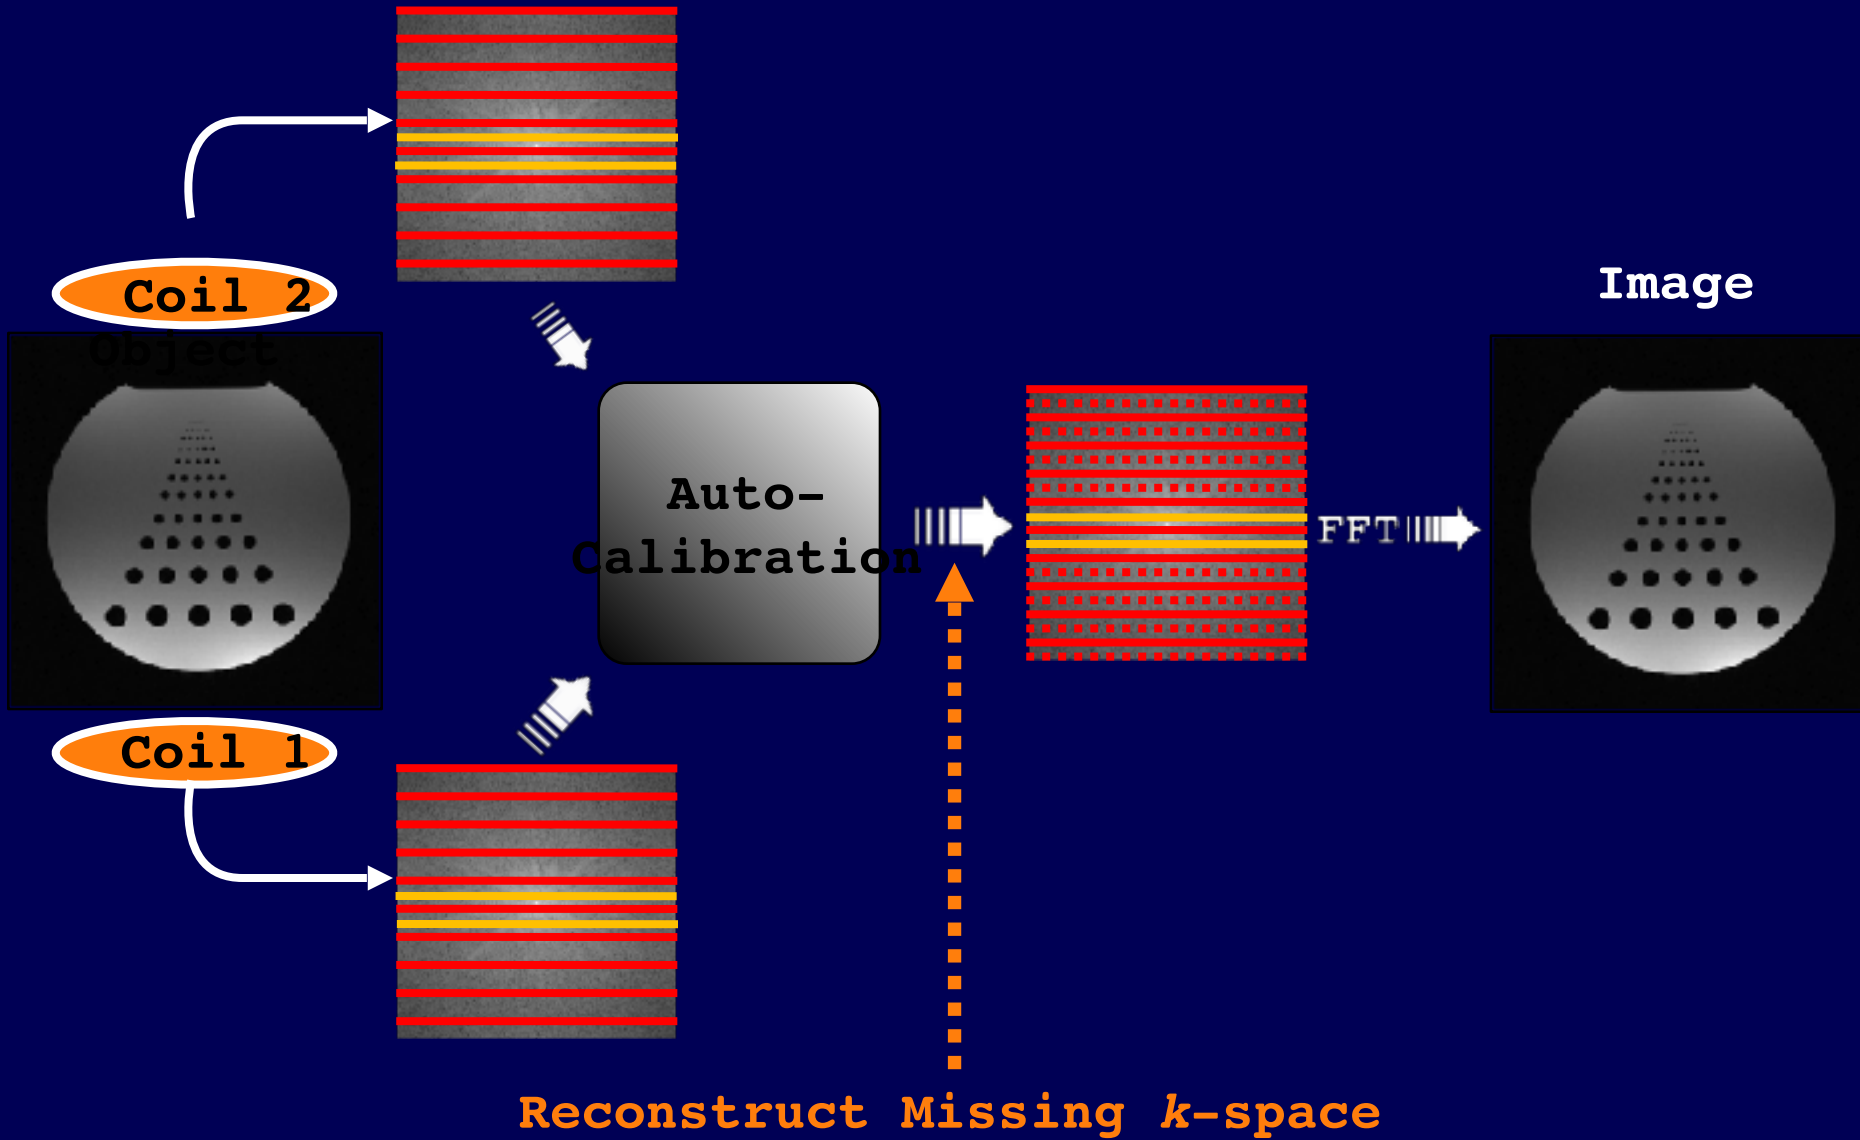 Coil 2
Object
Image
Auto-
Calibration
FFT
Coil 1
Reconstruct Missing k-space